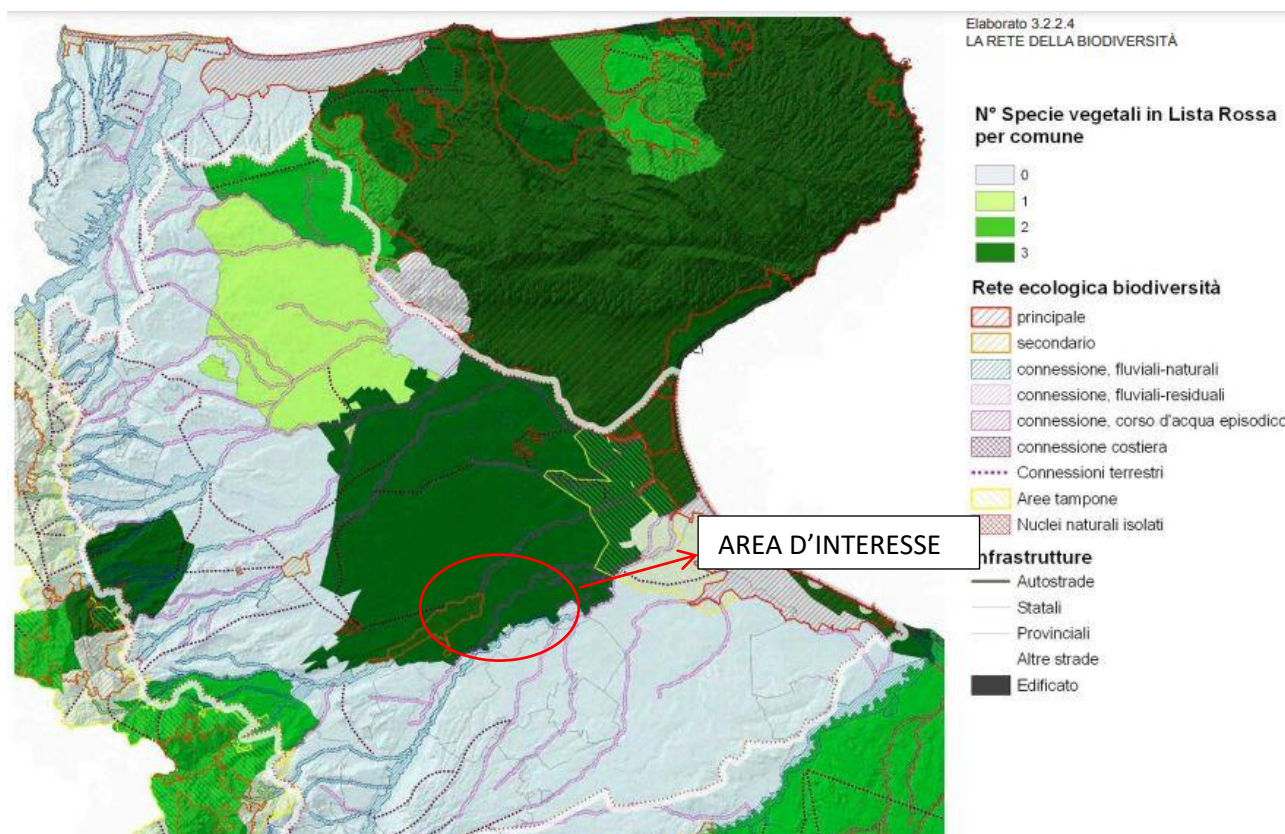 Elaborato 3.2.2.4
LA RETE DELLA BIODIVERSITÀ
N° Specie vegetali in Lista Rossa
per comune
0
1
2
3
Rete ecologica biodiversità
principale
secondario
connessione, fluviali-naturali
connessione, fluviali-residuali
connessione, corso d'acqua episodico
connessione costiera
Connessioni terrestri
Aree tampone
Nuclei naturali isolati
AREA D'INTERESSE
nfrastrutture
Autostrade
Statali
Provinciali
Altre strade
Edificato